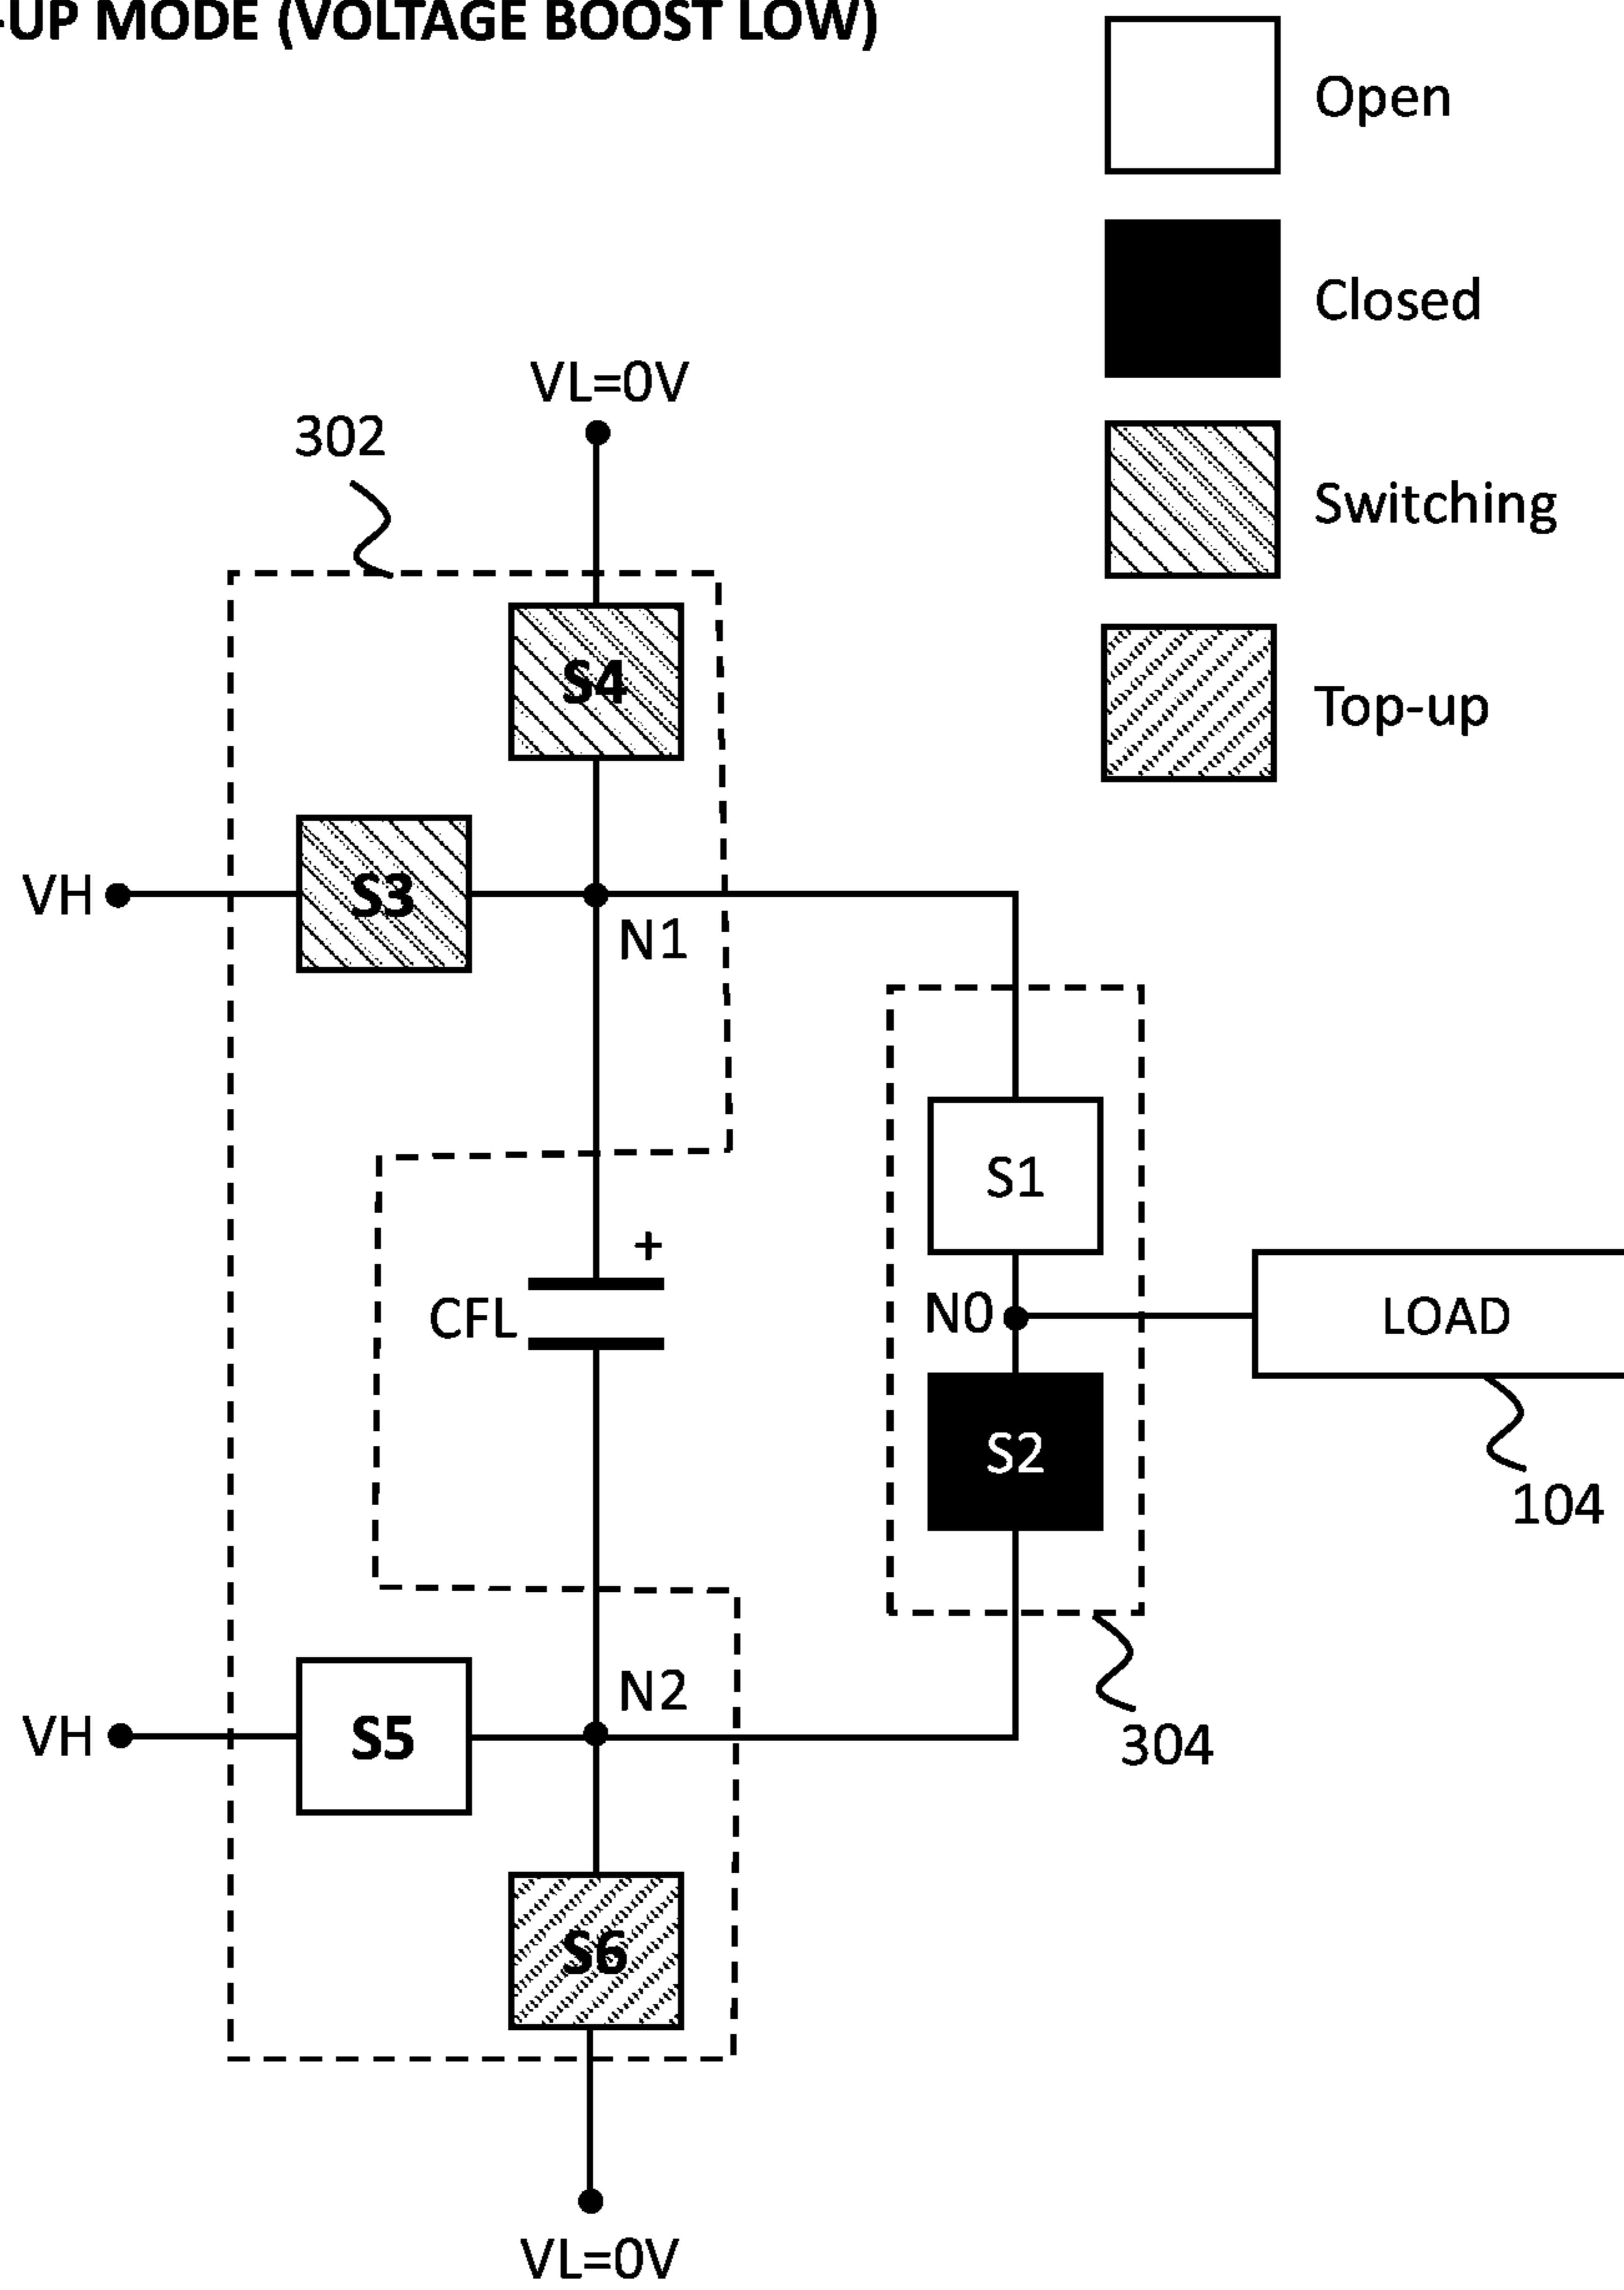 -UP MODE (VOLTAGE BOOST LOW)
Open
Closed
Switching
Top-up
VL=0V
302
S4
VH
S3
N1
S1
+
CFL
N0
LOAD
S2
104
N2
VH
S5
304
S6
VL=0V